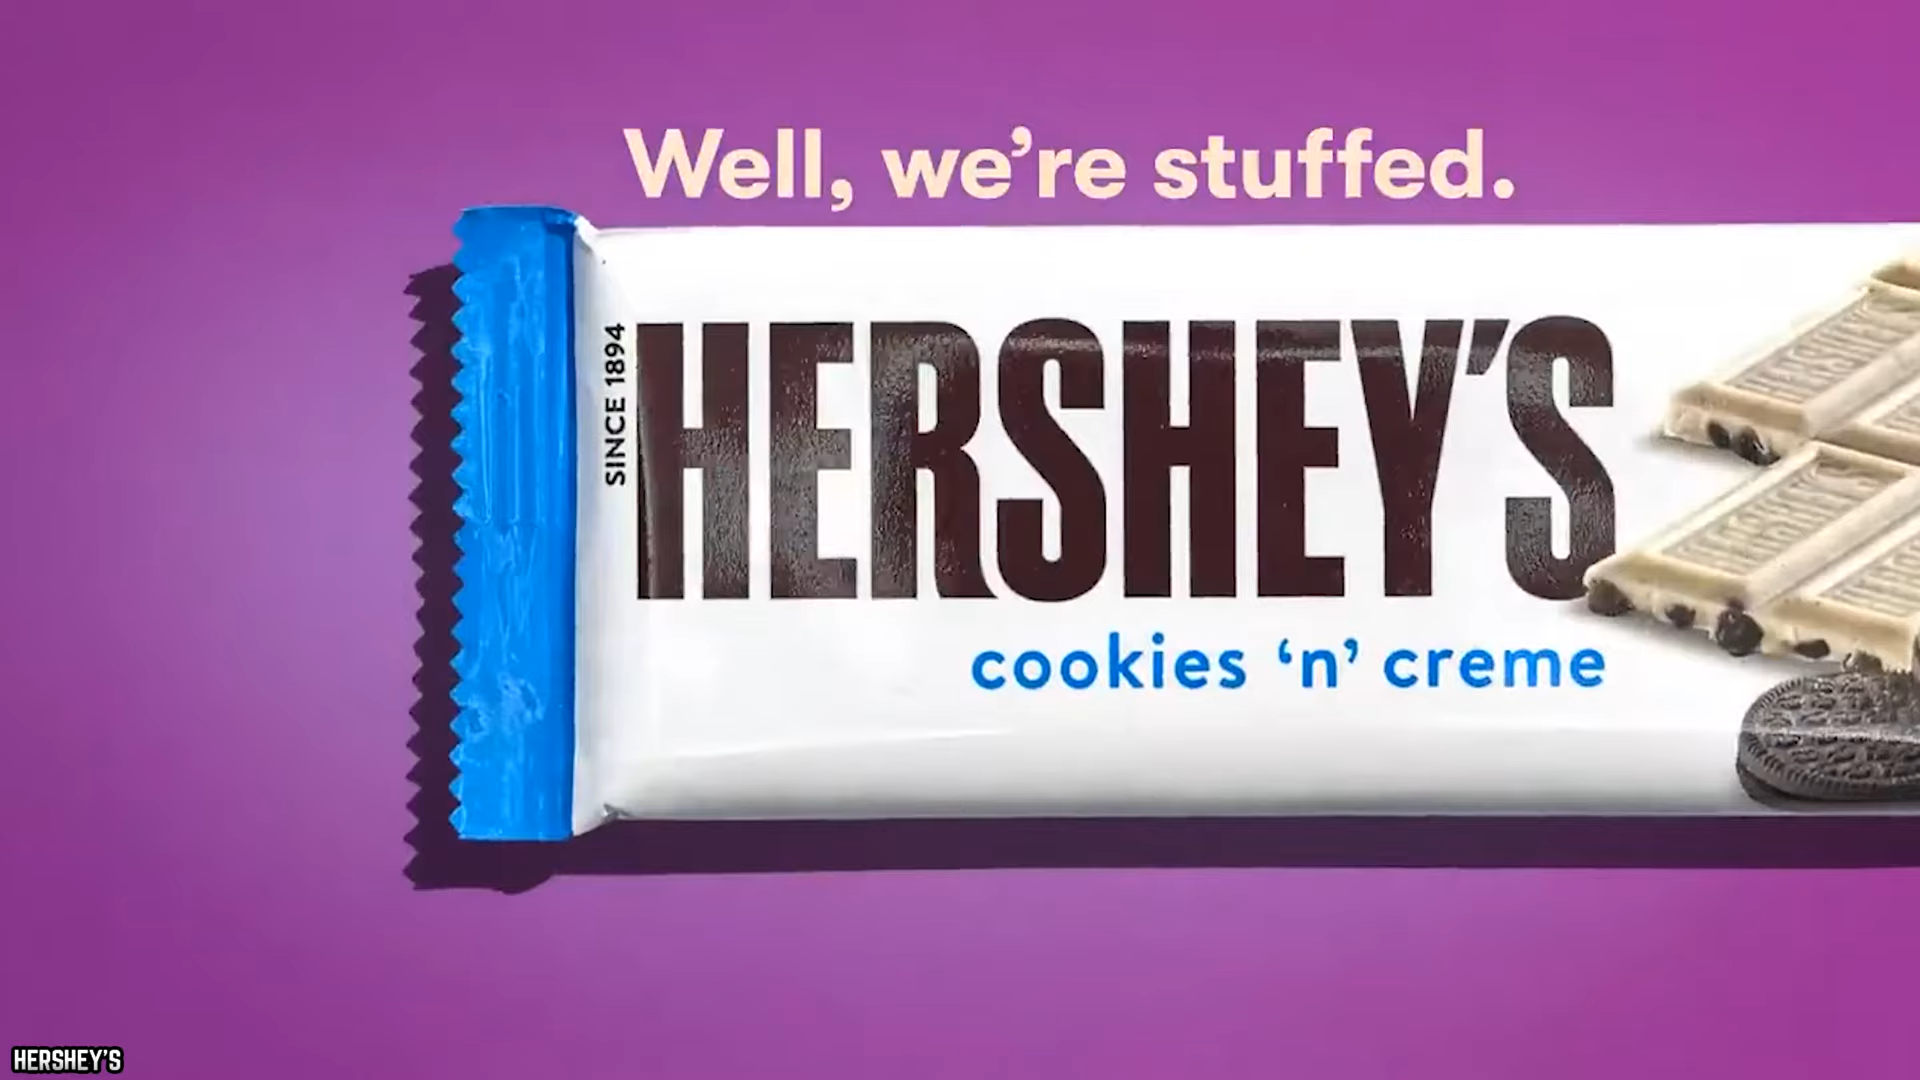 Well, we’re stuffed.
SINCE 1894
HERSHEY’S
cookies ‘n’ creme
HERSHEY’S